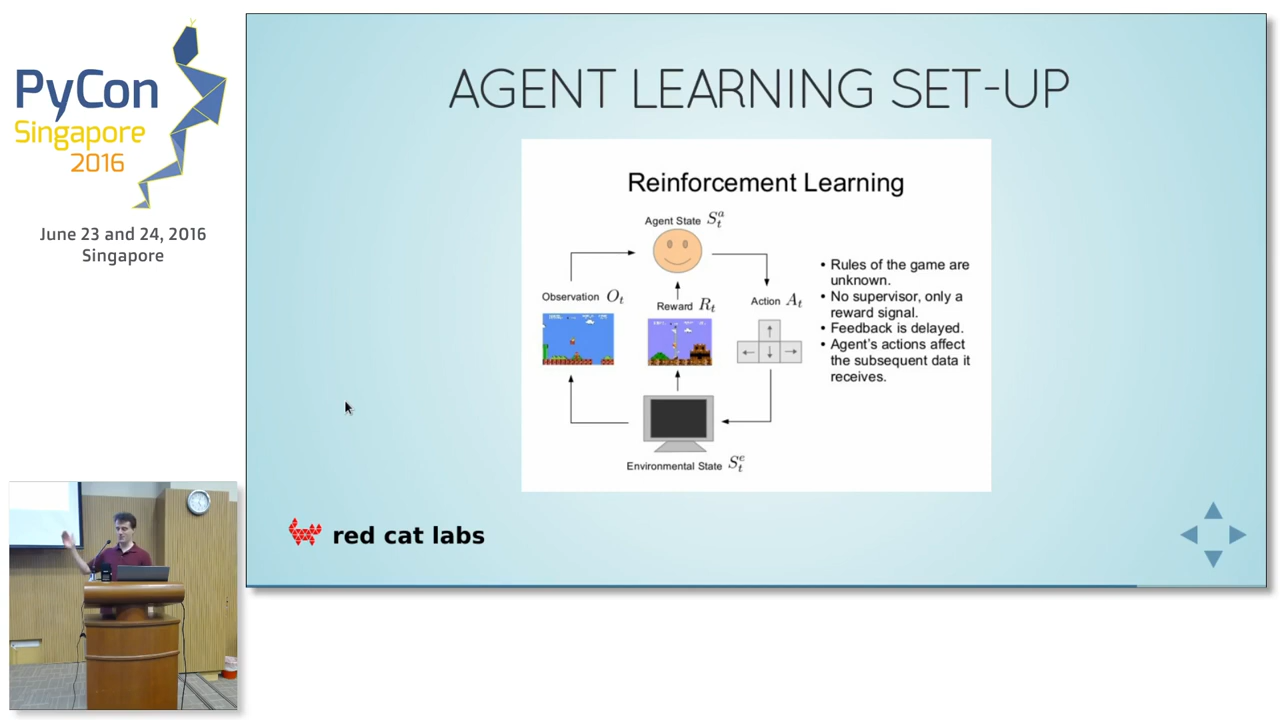 PyCon
Singapore
2016
June 23 and 24, 2016
Singapore
AGENT LEARNING SET-UP
Reinforcement Learning
Agent State S_t^a
Observation O_t
Reward R_t
Action A_t
Environmental State S_t^e
• Rules of the game are
unknown.
• No supervisor, only a
reward signal.
• Feedback is delayed.
• Agent's actions affect
the subsequent data it
receives.
red cat labs